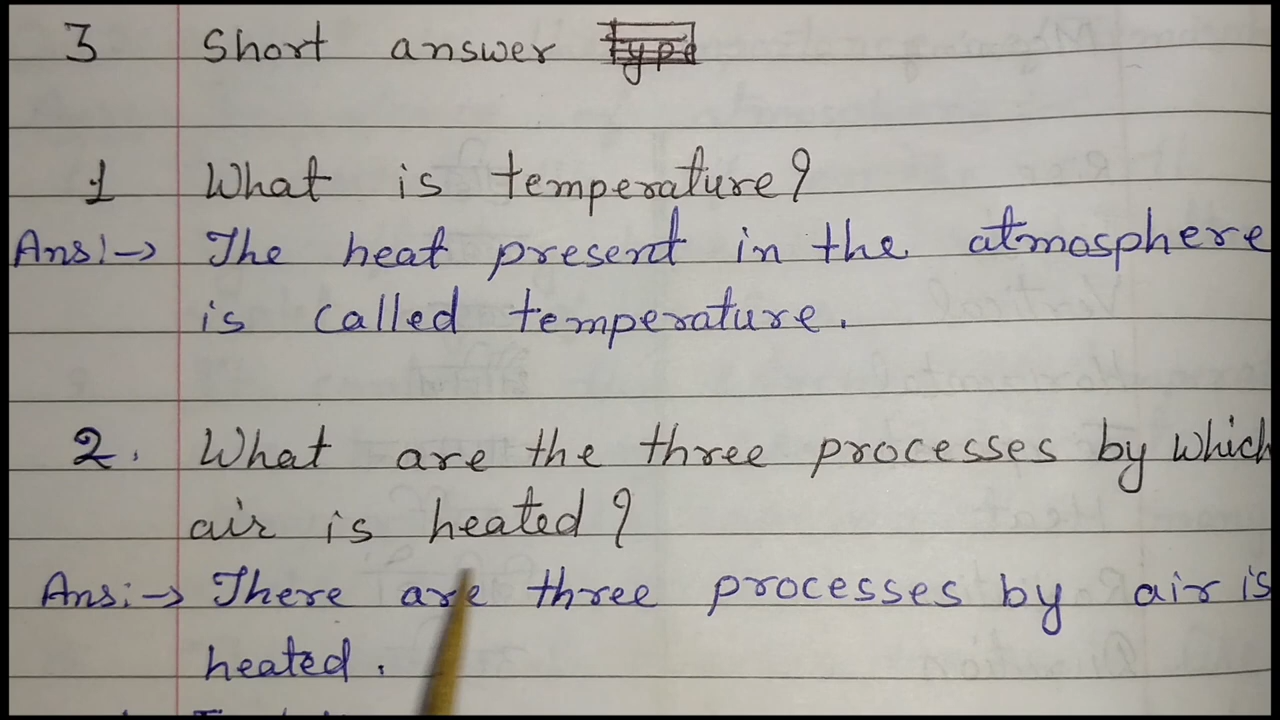 3 Short answer type
1 What is temperature?
Ans:→ The heat present in the atmosphere
is called temperature.
2. What are the three processes by which
air is heated?
Ans:→ There are three processes by air is
heated.